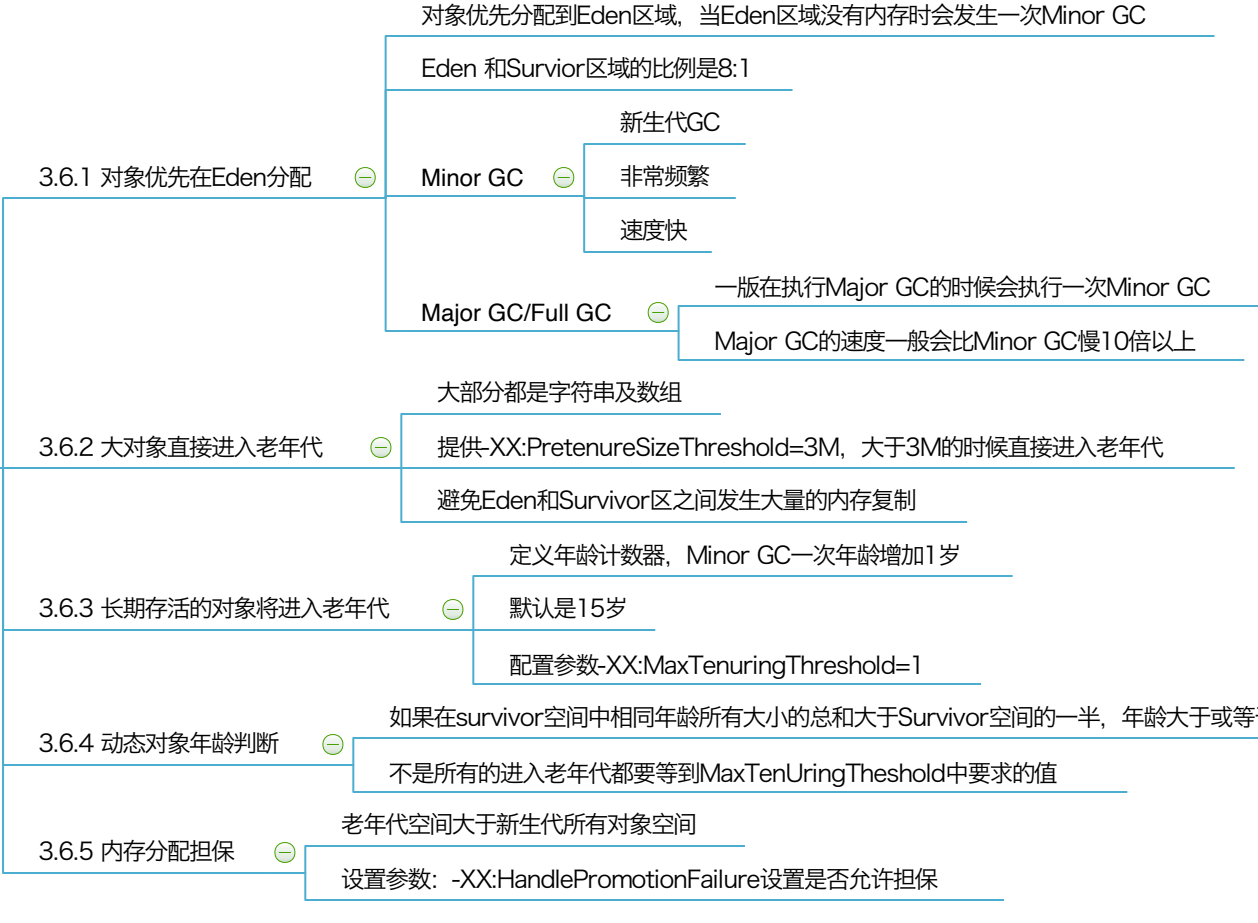 对象优先分配到Eden区域，当Eden区域没有内存时会发生一次Minor GC
Eden 和Survior区域的比例是8:1
新生代GC
3.6.1 对象优先在Eden分配
Minor GC
非常频繁
速度快
一版在执行Major GC的时候会执行一次Minor GC
Major GC/Full GC
Major GC的速度一般会比Minor GC慢10倍以上
大部分都是字符串及数组
3.6.2 大对象直接进入老年代
提供-XX:PretenureSizeThreshold=3M，大于3M的时候直接进入老年代
避免Eden和Survivor区之间发生大量的内存复制
定义年龄计数器，Minor GC一次年龄增加1岁
3.6.3 长期存活的对象将进入老年代
默认是15岁
配置参数-XX:MaxTenuringThreshold=1
如果在survivor空间中相同年龄所有大小的总和大于Survivor空间的一半，年龄大于或等
3.6.4 动态对象年龄判断
不是所有的进入老年代都要等到MaxTenUringTheshold中要求的值
老年代空间大于新生代所有对象空间
3.6.5 内存分配担保
设置参数：-XX:HandlePromotionFailure设置是否允许担保